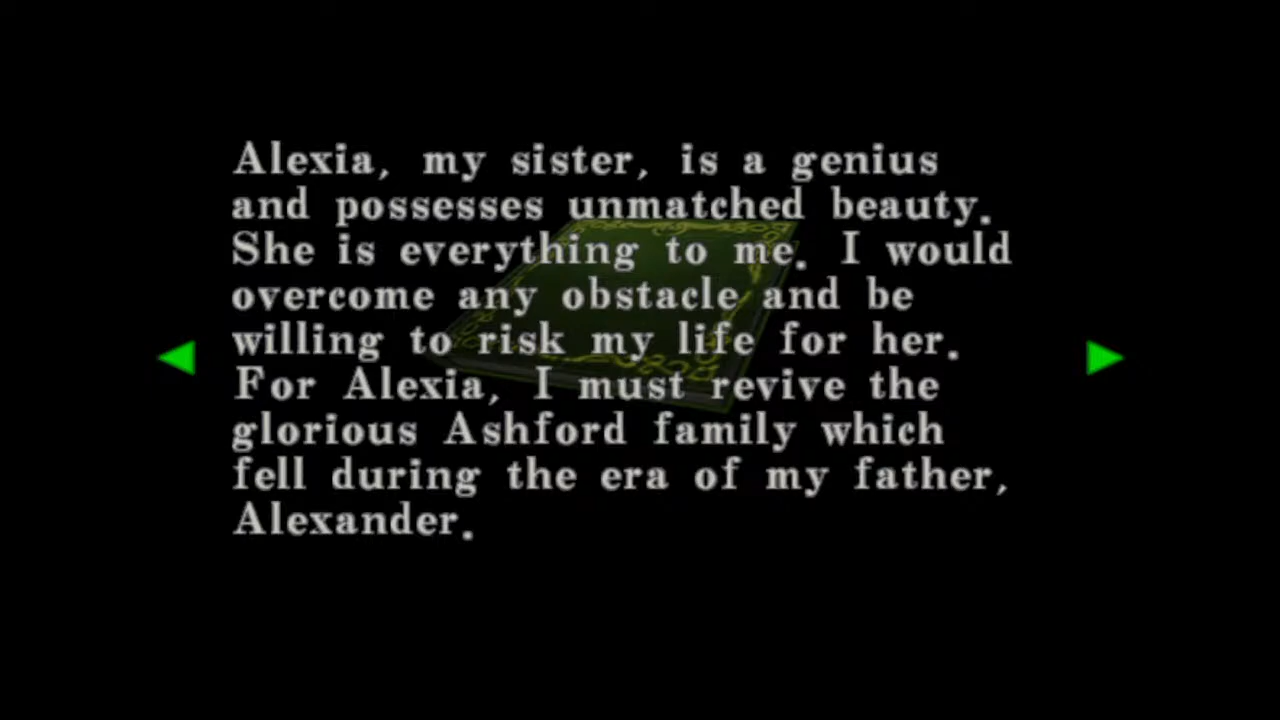 Alexia, my sister, is a genius
and possesses unmatched beauty.
She is everything to me. I would
overcome any obstacle and be
willing to risk my life for her.
For Alexia, I must revive the
glorious Ashford family which
fell during the era of my father,
Alexander.